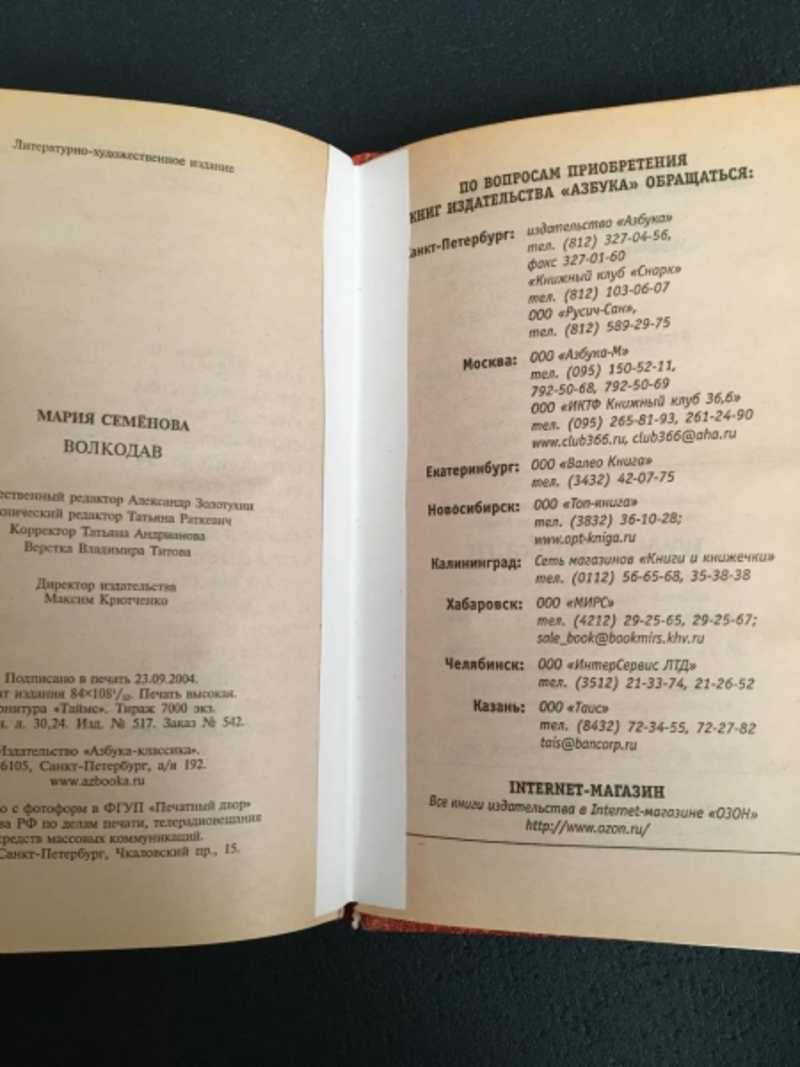 Литературно-художественное издание
МАРИЯ СЕМЁНОВА
ВОЛКОДАВ
редактор Александр Золотухин
редактор Татьяна Раткевич
Корректор Татьяна Андрианова
Верстка Владимира Титова
Директор издательства
Максим Крютченко
Подписано в печать 23.09.2004.
издания 84×108¹/₃₂. Печать высокая.
«Таймс». Тираж 7000 экз.
л. 30,24. Изд. № 517. Заказ № 542.
Издательство «Азбука-классика».
6105, Санкт-Петербург, а/я 192.
www.azbooka.ru
с фотоформ в ФГУП «Печатный двор»
РФ по делам печати, телерадиовещания
средств массовых коммуникаций.
Санкт-Петербург, Чкаловский пр., 15.
ПО ВОПРОСАМ ПРИОБРЕТЕНИЯ
КНИГ ИЗДАТЕЛЬСТВА «АЗБУКА» ОБРАЩАТЬСЯ:
Санкт-Петербург: издательство «Азбука»
тел. (812) 327-04-56,
факс 327-01-60
«Книжный клуб «Снарк»
тел. (812) 103-06-07
ООО «Русич-Сан»,
тел. (812) 589-29-75
Москва: ООО «Азбука-М»
тел. (095) 150-52-11,
792-50-68, 792-50-69
ООО «ИКТФ Книжный клуб 36,6»
тел. (095) 265-81-93, 261-24-90
www.club366.ru, club366@aha.ru
Екатеринбург: ООО «Валео Книга»
тел. (3432) 42-07-75
Новосибирск: ООО «Топ-книга»
тел. (3832) 36-10-28;
www.opt-kniga.ru
Калининград: Сеть магазинов «Книги и книжечки»
тел. (0112) 56-65-68, 35-38-38
Хабаровск: ООО «МИРС»
тел. (4212) 29-25-65, 29-25-67;
sale_book@bookmirs.khv.ru
Челябинск: ООО «ИнтерСервис ЛТД»
тел. (3512) 21-33-74, 21-26-52
Казань: ООО «Таис»
тел. (8432) 72-34-55, 72-27-82
tais@bancorp.ru
INTERNET-МАГАЗИН
Все книги издательства в Internet-магазине «ОЗОН»
http://www.ozon.ru/